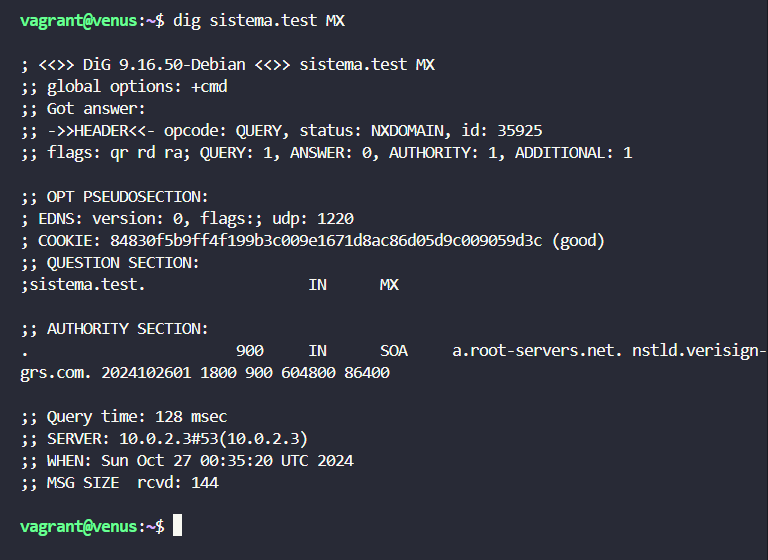 vagrant@venus:~$ dig sistema.test MX

; <<>> DiG 9.16.50-Debian <<>> sistema.test MX
;; global options: +cmd
;; Got answer:
;; ->>HEADER<<- opcode: QUERY, status: NXDOMAIN, id: 35925
;; flags: qr rd ra; QUERY: 1, ANSWER: 0, AUTHORITY: 1, ADDITIONAL: 1

;; OPT PSEUDOSECTION:
; EDNS: version: 0, flags:; udp: 1220
; COOKIE: 84830f5b9ff4f199b3c009e1671d8ac86d05d9c009059d3c (good)
;; QUESTION SECTION:
;sistema.test.			IN	MX

;; AUTHORITY SECTION:
.			900	IN	SOA	a.root-servers.net. nstld.verisign-
grs.com. 2024102601 1800 900 604800 86400

;; Query time: 128 msec
;; SERVER: 10.0.2.3#53(10.0.2.3)
;; WHEN: Sun Oct 27 00:35:20 UTC 2024
;; MSG SIZE  rcvd: 144

vagrant@venus:~$